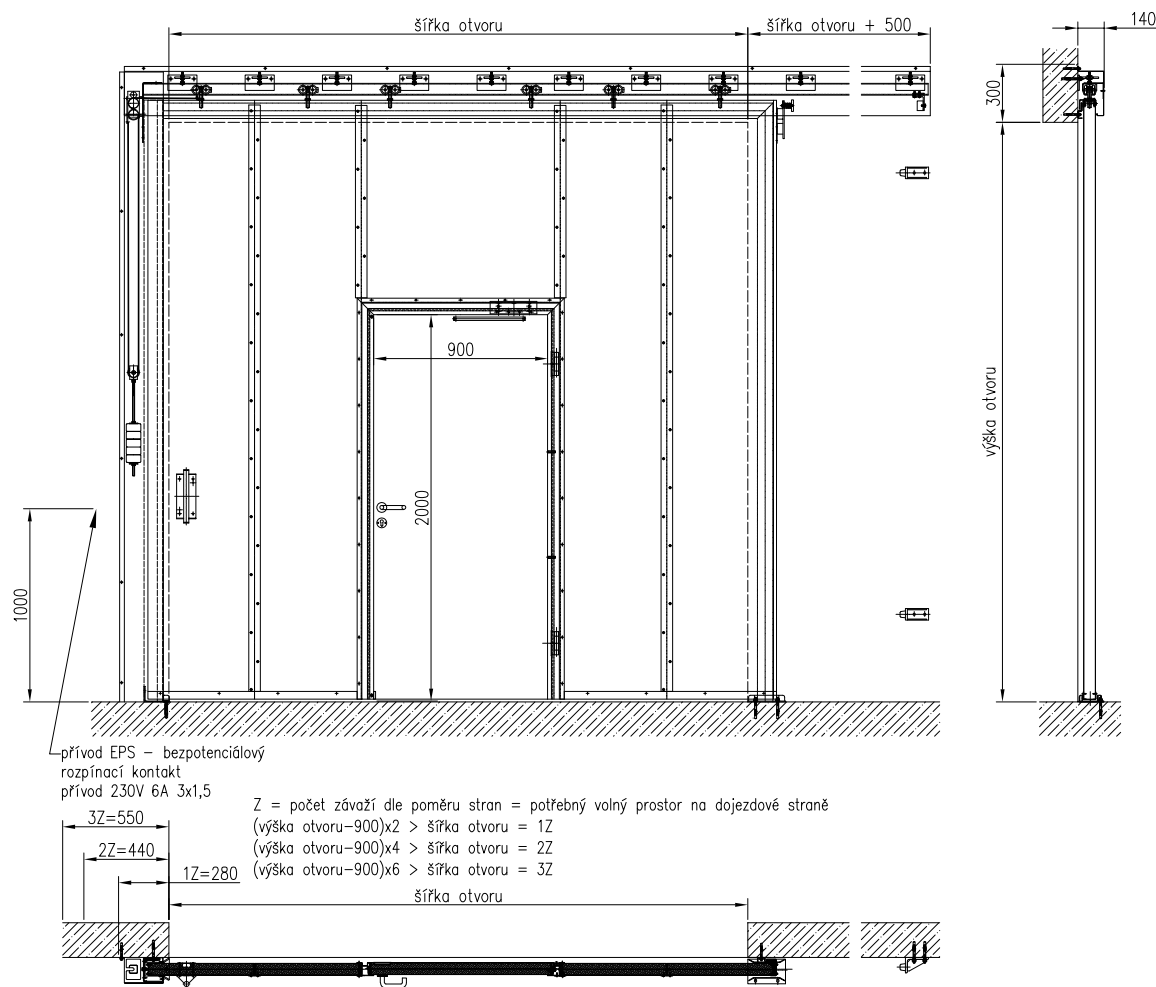 šířka otvoru
šířka otvoru + 500
140
300
900
výška otvoru
2000
1000
přívod EPS – bezpotenciálový
rozpínací kontakt
přívod 230V 6A 3x1,5
Z = počet závaží dle poměru stran = potřebný volný prostor na dojezdové straně
3Z=550
(výška otvoru-900)x2 > šířka otvoru = 1Z
2Z=440
(výška otvoru-900)x4 > šířka otvoru = 2Z
1Z=280
(výška otvoru-900)x6 > šířka otvoru = 3Z
šířka otvoru